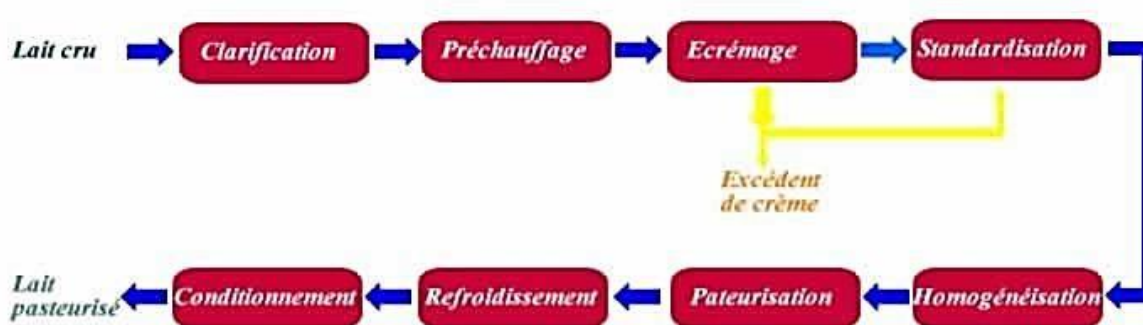 Lait cru
Clarification
Préchauffage
Ecrémage
Standardisation
Excédent
de crème
Homogénéisation
Pateurisation
Refroidissement
Conditionnement
Lait
pasteurisé